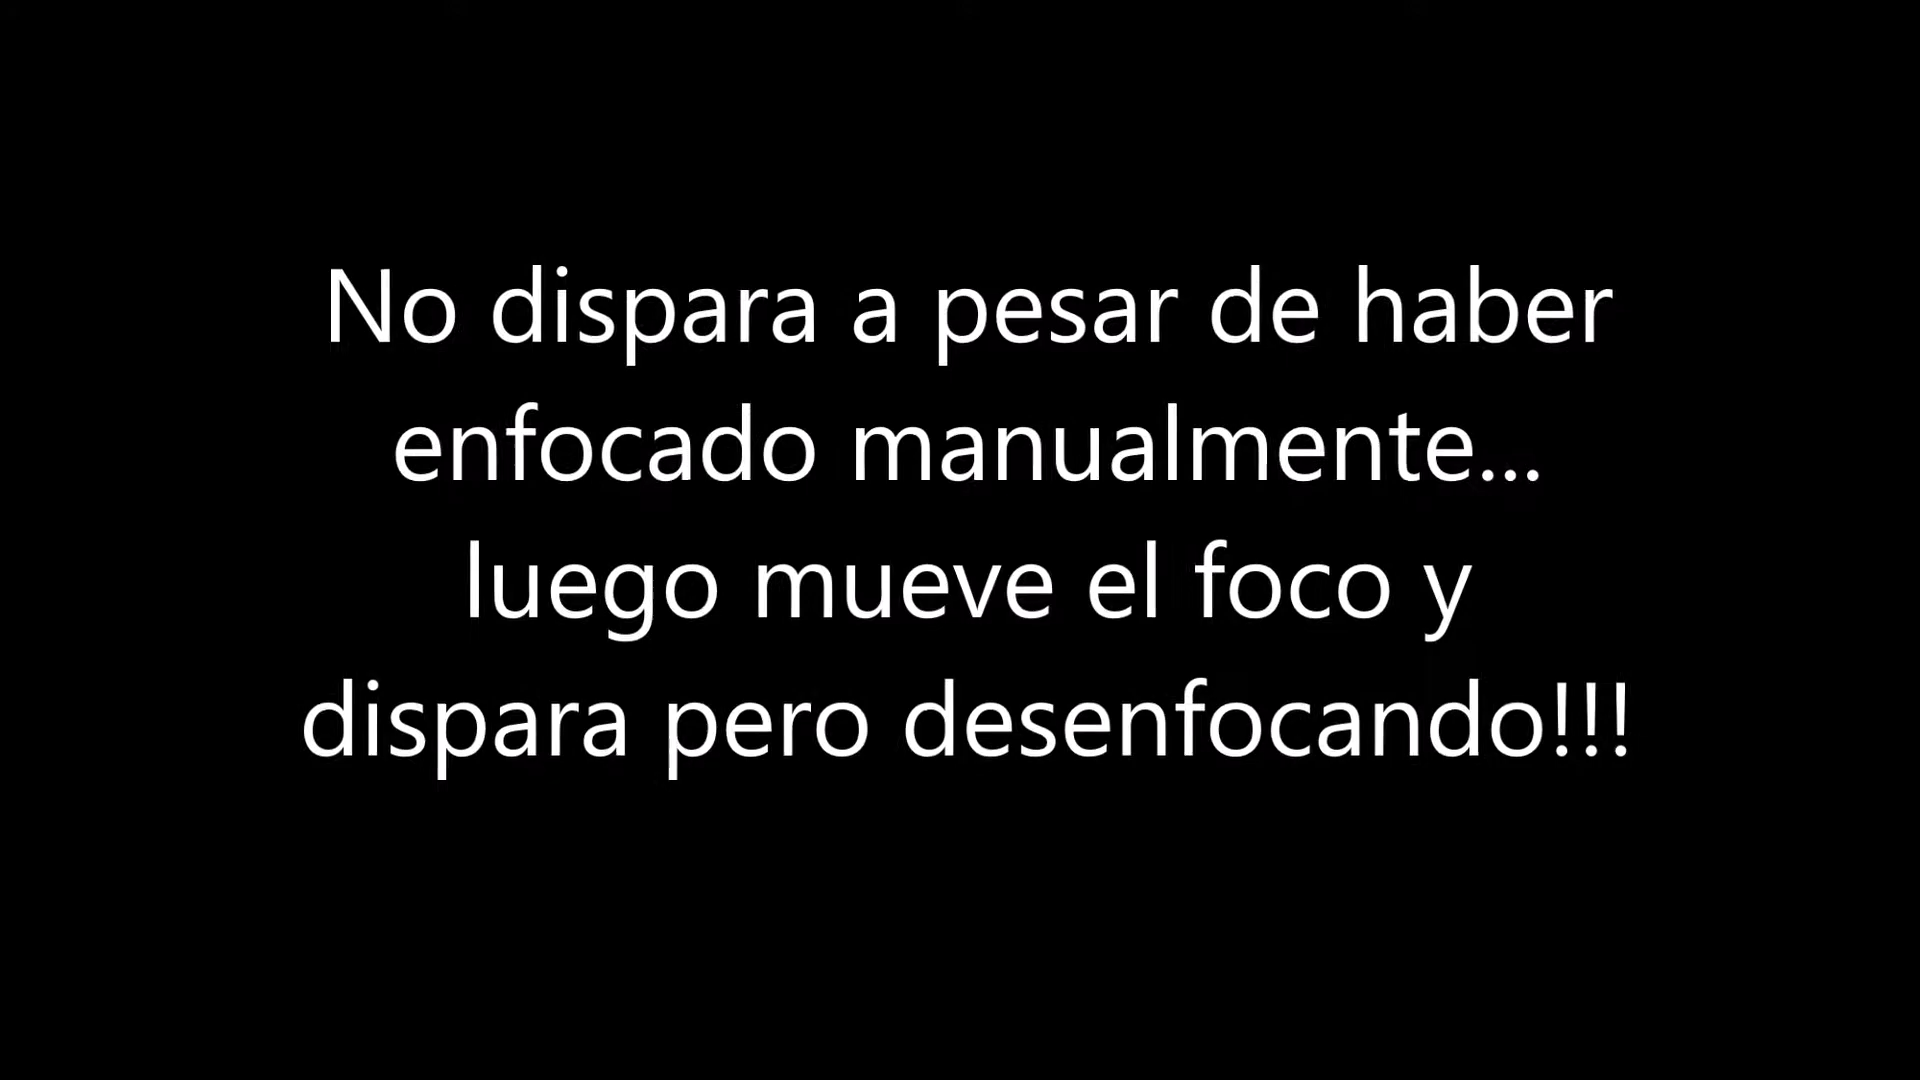 No dispara a pesar de haber
enfocado manualmente...
luego mueve el foco y
dispara pero desenfocando!!!